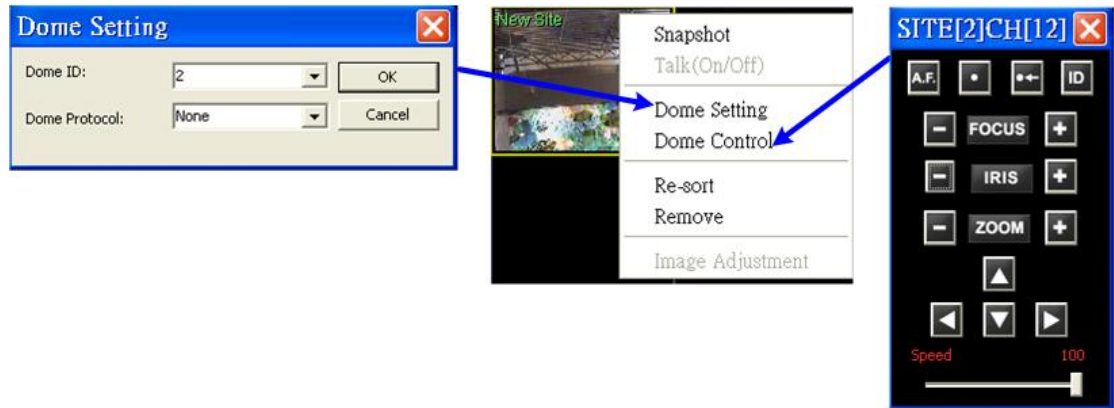 Dome Setting
Dome ID:
2
OK
Dome Protocol:
None
Cancel
New Site
Snapshot
Talk(On/Off)
Dome Setting
Dome Control
Re-sort
Remove
Image Adjustment
SITE[2]CH[12]
A.F.
ID
FOCUS
IRIS
ZOOM
Speed 100